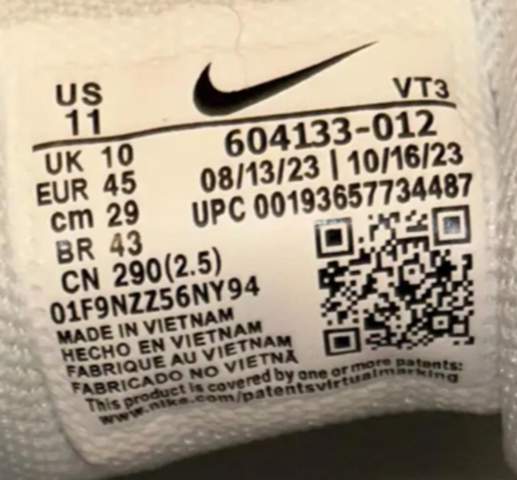 US
11
VT3
UK 10
EUR 45
cm 29
BR 43
CN 290(2.5)
604133-012
08/13/23 | 10/16/23
UPC 00193657734487
01F9NZZ56NY94
MADE IN VIETNAM
HECHO EN VIETNAM
FABRIQUE AU VIETNAM
FABRICADO NO VIETNÃ
This product is covered by one or more patents:
www.nike.com/patentsvirtualmarking